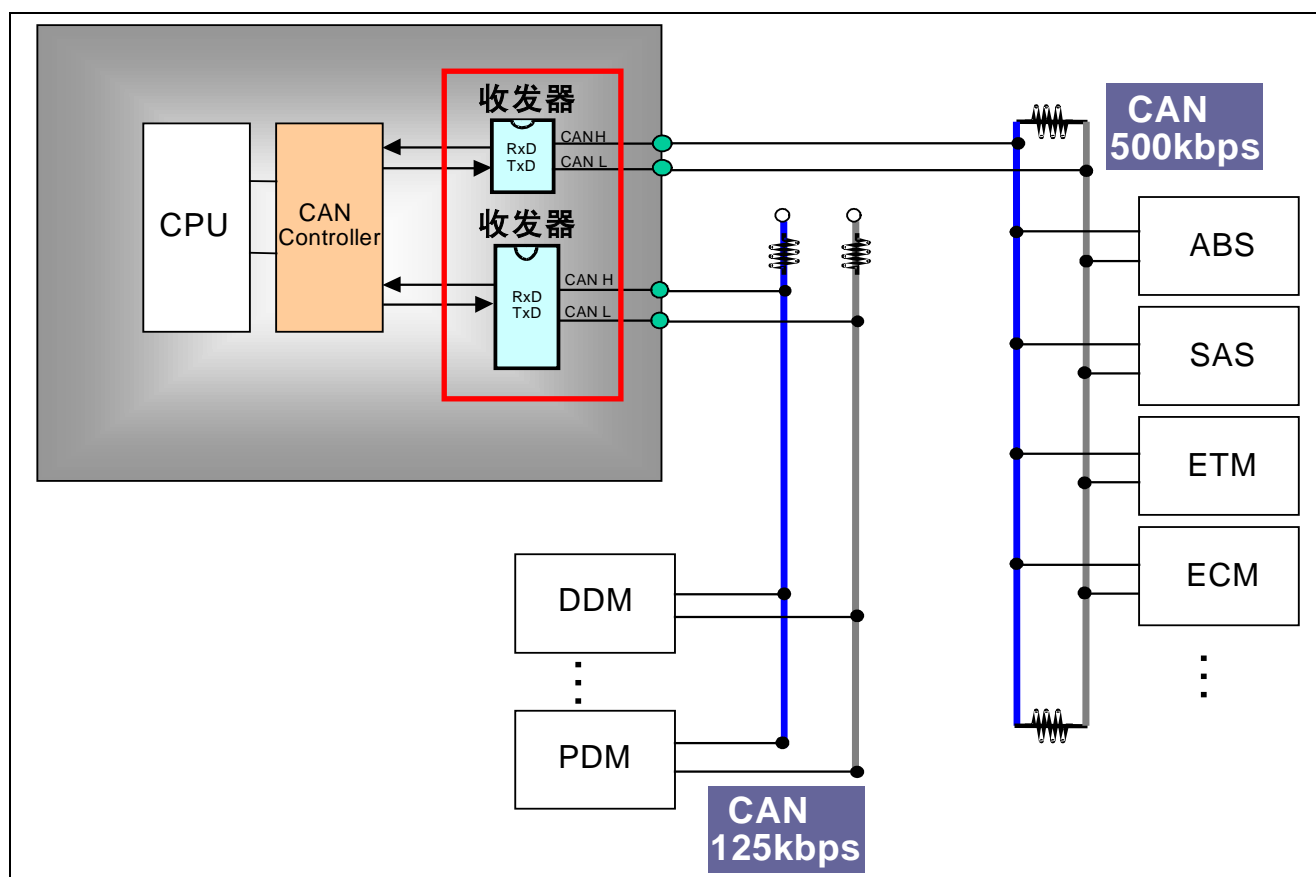 收发器
CAN
500kbps
RxD
TxD
CANH
CAN L
CPU
CAN
Controller
收发器
RxD
TxD
CAN H
CAN L
ABS
SAS
ETM
ECM
DDM
PDM
CAN
125kbps